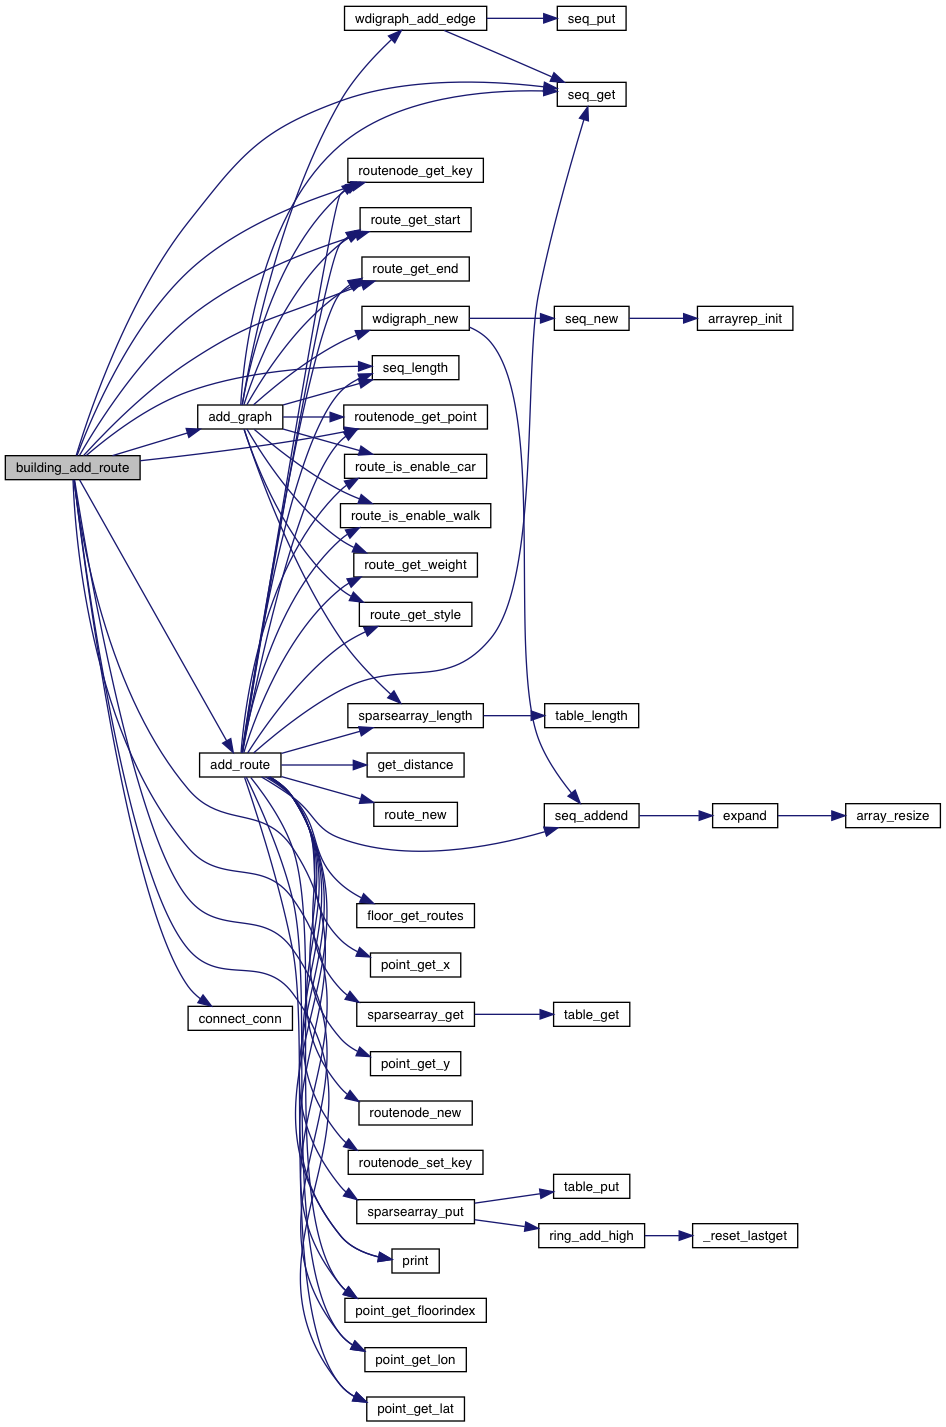 wdigraph_add_edge
seq_put
seq_get
routenode_get_key
route_get_start
route_get_end
wdigraph_new
seq_new
arrayrep_init
seq_length
add_graph
routenode_get_point
building_add_route
route_is_enable_car
route_is_enable_walk
route_get_weight
route_get_style
sparsearray_length
table_length
add_route
get_distance
route_new
seq_addend
expand
array_resize
floor_get_routes
point_get_x
connect_conn
sparsearray_get
table_get
point_get_y
routenode_new
routenode_set_key
table_put
sparsearray_put
ring_add_high
_reset_lastget
print
point_get_floorindex
point_get_lon
point_get_lat